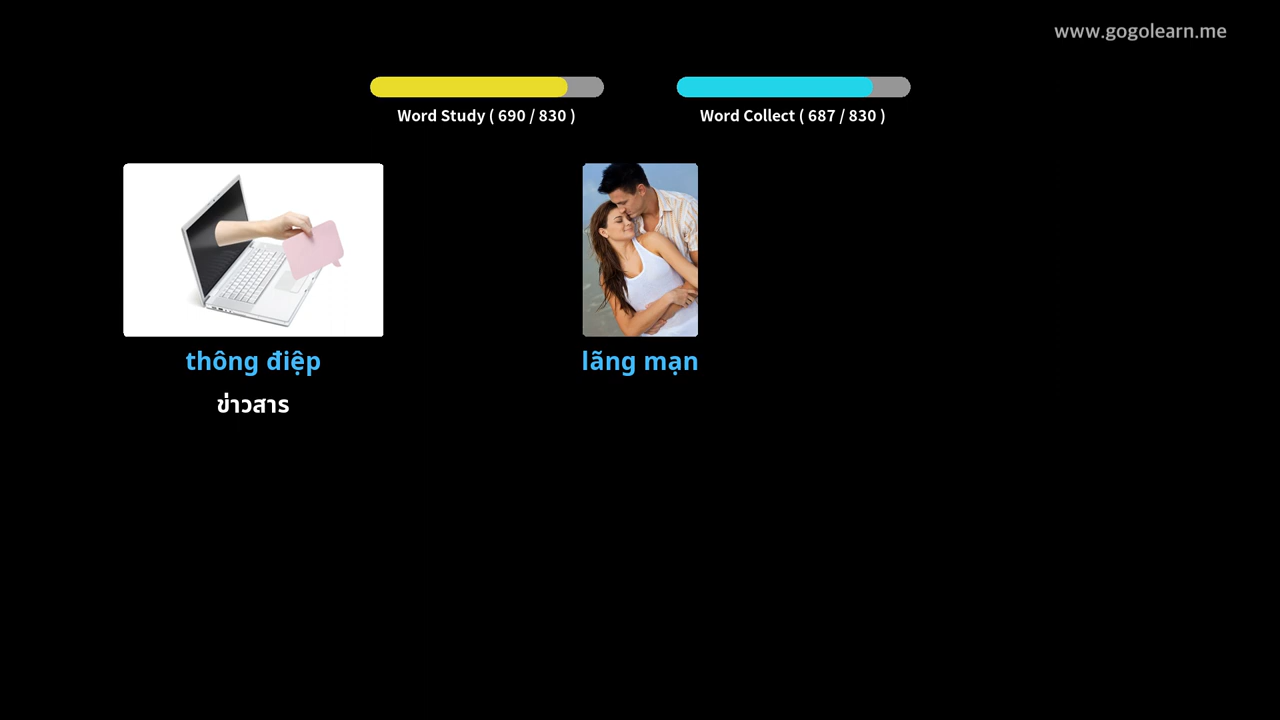 www.gogolearn.me
Word Study ( 690 / 830 )
Word Collect ( 687 / 830 )
thông điệp
ข่าวสาร
lãng mạn